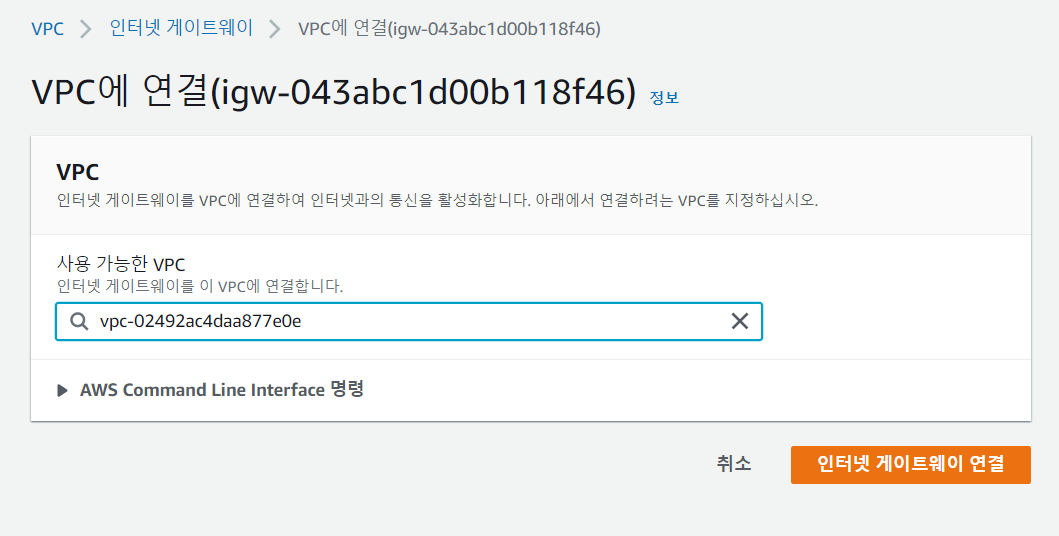 VPC > 인터넷 게이트웨이 > VPC에 연결(igw-043abc1d00b118f46)
VPC에 연결(igw-043abc1d00b118f46) 정보
VPC
인터넷 게이트웨이를 VPC에 연결하여 인터넷과의 통신을 활성화합니다. 아래에서 연결하려는 VPC를 지정하십시오.
사용 가능한 VPC
인터넷 게이트웨이를 이 VPC에 연결합니다.
vpc-02492ac4daa877e0e
AWS Command Line Interface 명령
취소 인터넷 게이트웨이 연결